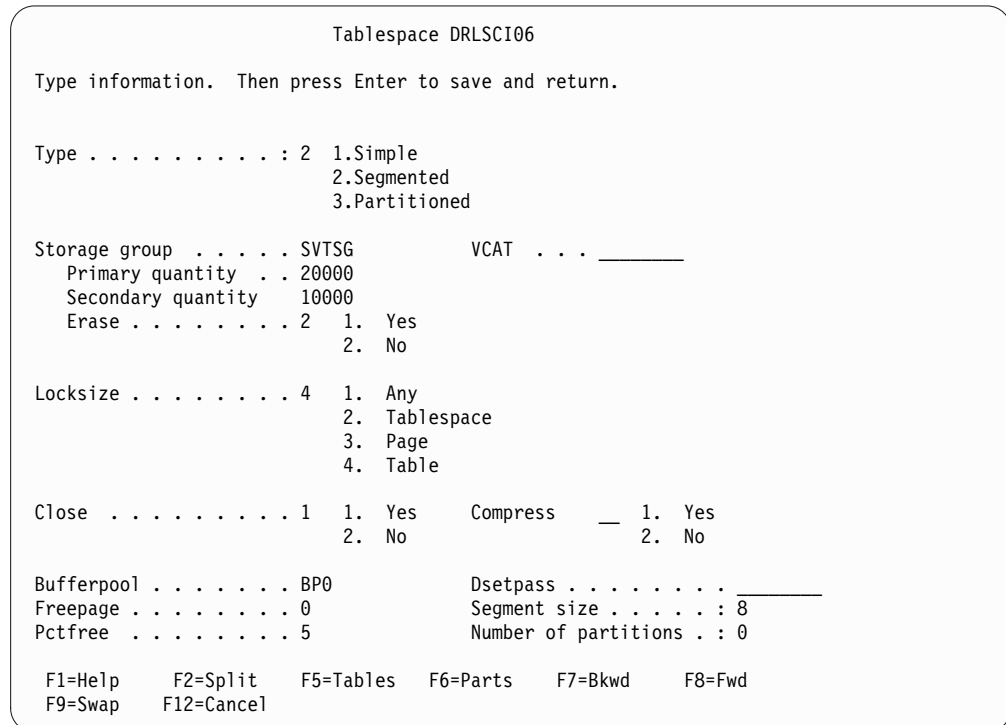 Tablespace DRLSCI06
Type information.  Then press Enter to save and return.
Type . . . . . . . . . : 2  1.Simple
2.Segmented
3.Partitioned
Storage group  . . . . . SVTSG          VCAT  . . . ________
Primary quantity  . . 20000
Secondary quantity    10000
Erase . . . . . . . . 2   1.  Yes
2.  No
Locksize . . . . . . . . 4   1.  Any
2.  Tablespace
3.  Page
4.  Table
Close  . . . . . . . . . 1   1.  Yes    Compress    __  1.  Yes
2.  No                      2.  No
Bufferpool . . . . . . . BP0            Dsetpass . . . . . . . . ________
Freepage . . . . . . . . 0              Segment size . . . . . : 8
Pctfree  . . . . . . . . 5              Number of partitions . : 0
F1=Help      F2=Split    F5=Tables   F6=Parts    F7=Bkwd      F8=Fwd
F9=Swap     F12=Cancel